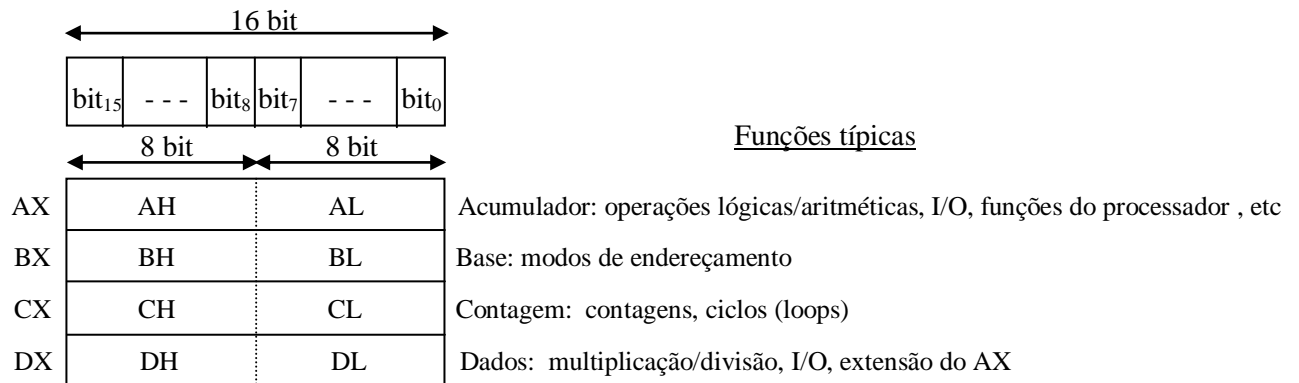 16 bit
bit15 - - - bit8 bit7 - - - bit0
8 bit 8 bit
Funções típicas
AX AH AL Acumulador: operações lógicas/aritméticas, I/O, funções do processador , etc
BX BH BL Base: modos de endereçamento
CX CH CL Contagem: contagens, ciclos (loops)
DX DH DL Dados: multiplicação/divisão, I/O, extensão do AX